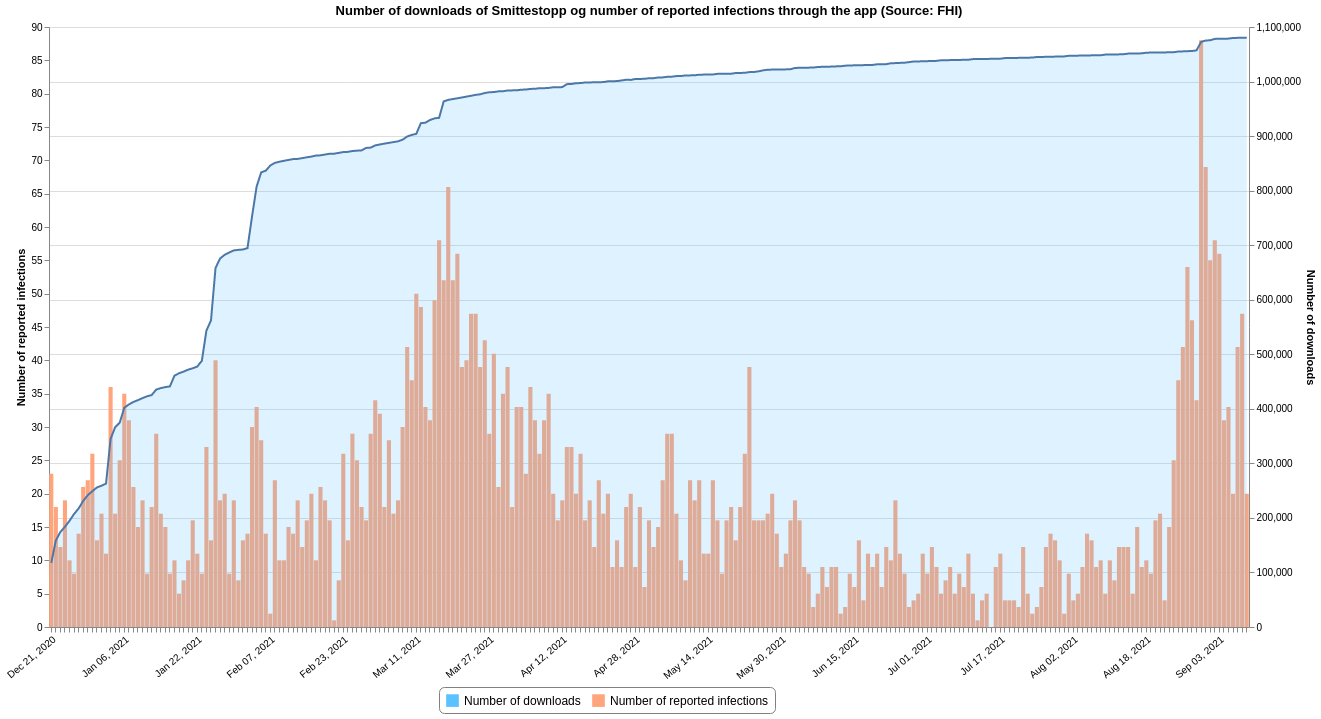 Number of downloads of Smittestopp og number of reported infections through the app (Source: FHI)
90
85
80
75
70
65
60
55
50
45
40
35
30
25
20
15
10
5
0
Number of reported infections
1,100,000
1,000,000
900,000
800,000
700,000
600,000
500,000
400,000
300,000
200,000
100,000
0
Number of downloads
Dec 21, 2020
Jan 06, 2021
Jan 22, 2021
Feb 07, 2021
Feb 23, 2021
Mar 11, 2021
Mar 27, 2021
Apr 12, 2021
Apr 28, 2021
May 14, 2021
May 30, 2021
Jun 15, 2021
Jul 01, 2021
Jul 17, 2021
Aug 02, 2021
Aug 18, 2021
Sep 03, 2021
Number of downloads
Number of reported infections